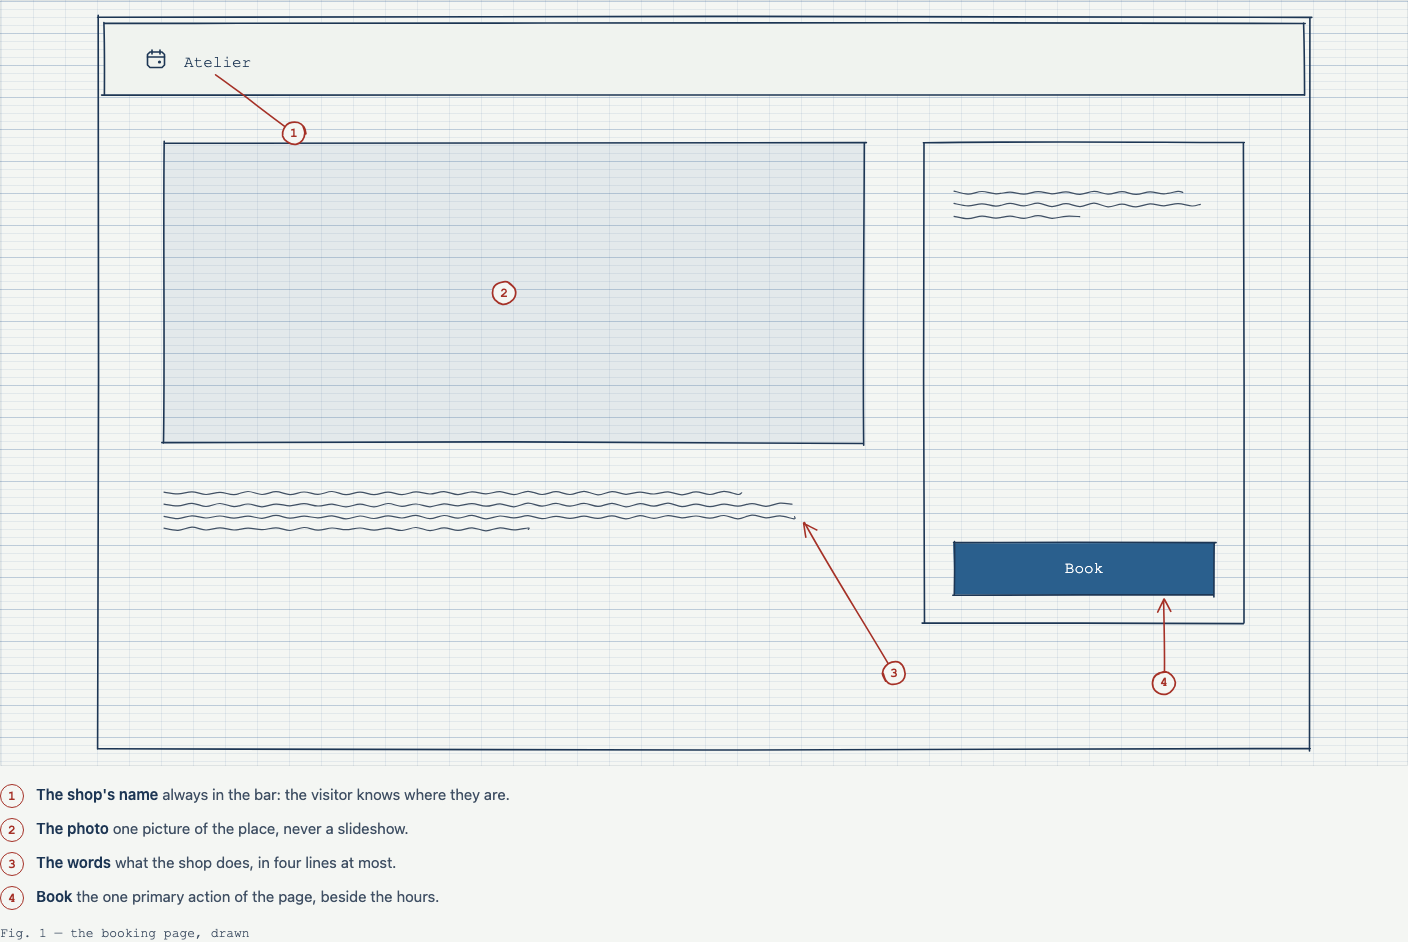 Atelier
1
2
Book
3
4
1 The shop's name always in the bar: the visitor knows where they are.
2 The photo one picture of the place, never a slideshow.
3 The words what the shop does, in four lines at most.
4 Book the one primary action of the page, beside the hours.
Fig. 1 — the booking page, drawn